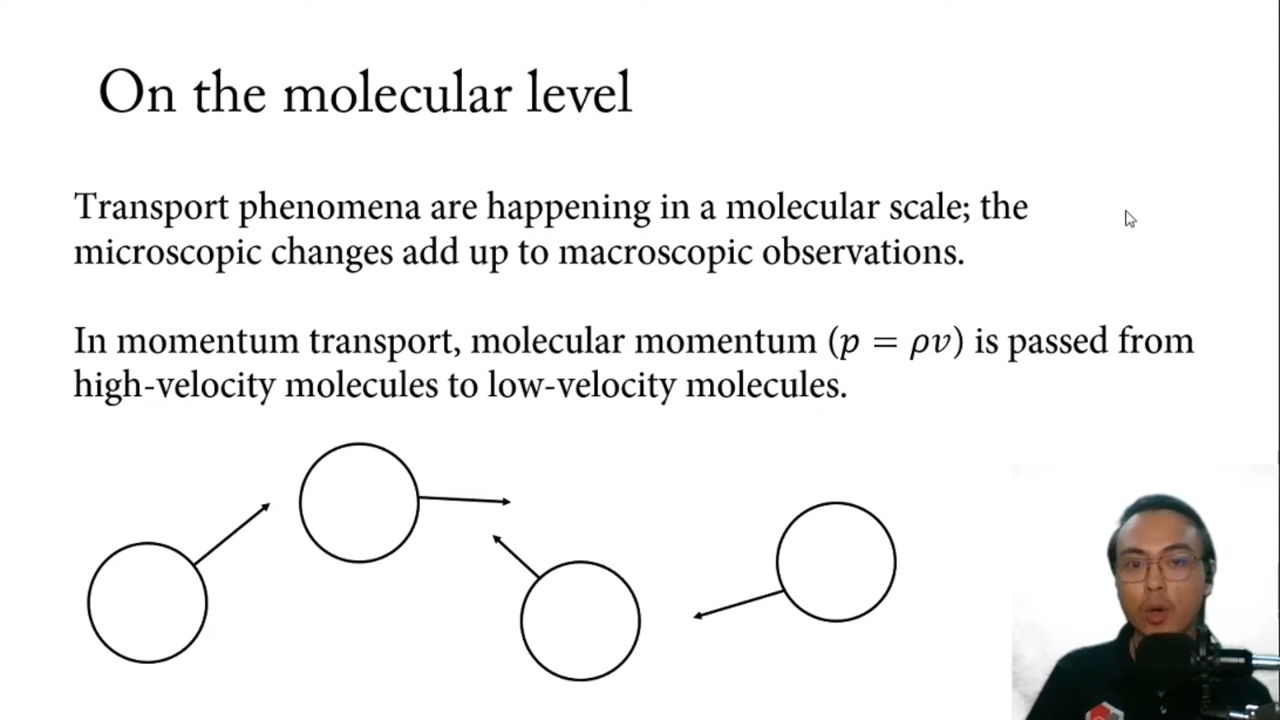 On the molecular level
Transport phenomena are happening in a molecular scale; the
microscopic changes add up to macroscopic observations.
In momentum transport, molecular momentum (𝑝 = 𝜌𝑣) is passed from
high-velocity molecules to low-velocity molecules.